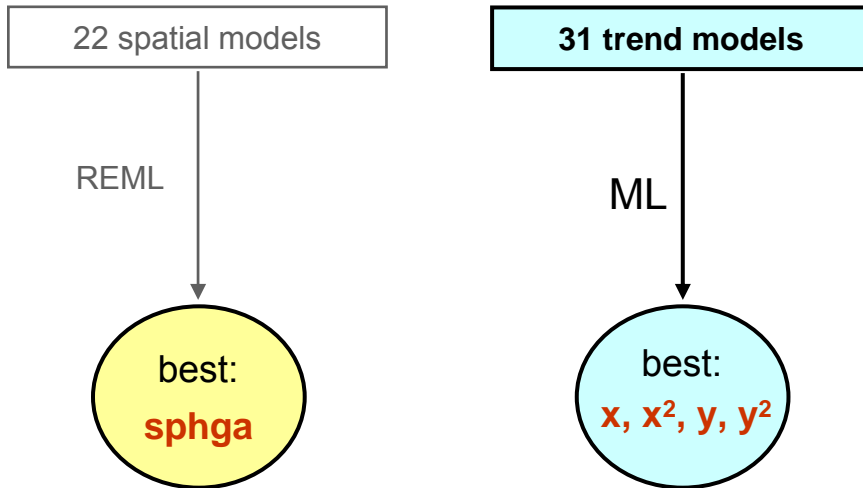 22 spatial models
31 trend models
REML
ML
best:
sphga
best:
x, x², y, y²